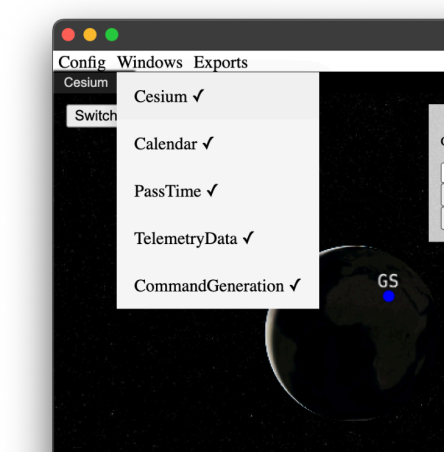 Config Windows Exports
Cesium
Switch
Cesium ✓
Calendar ✓
PassTime ✓
TelemetryData ✓
CommandGeneration ✓
GS